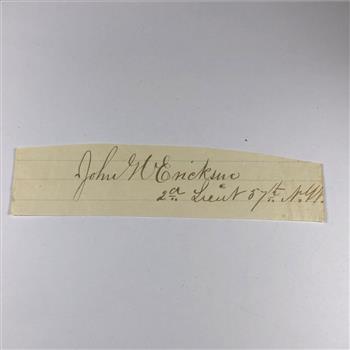 John W Erickson
2d Lieut 57th N.Y.